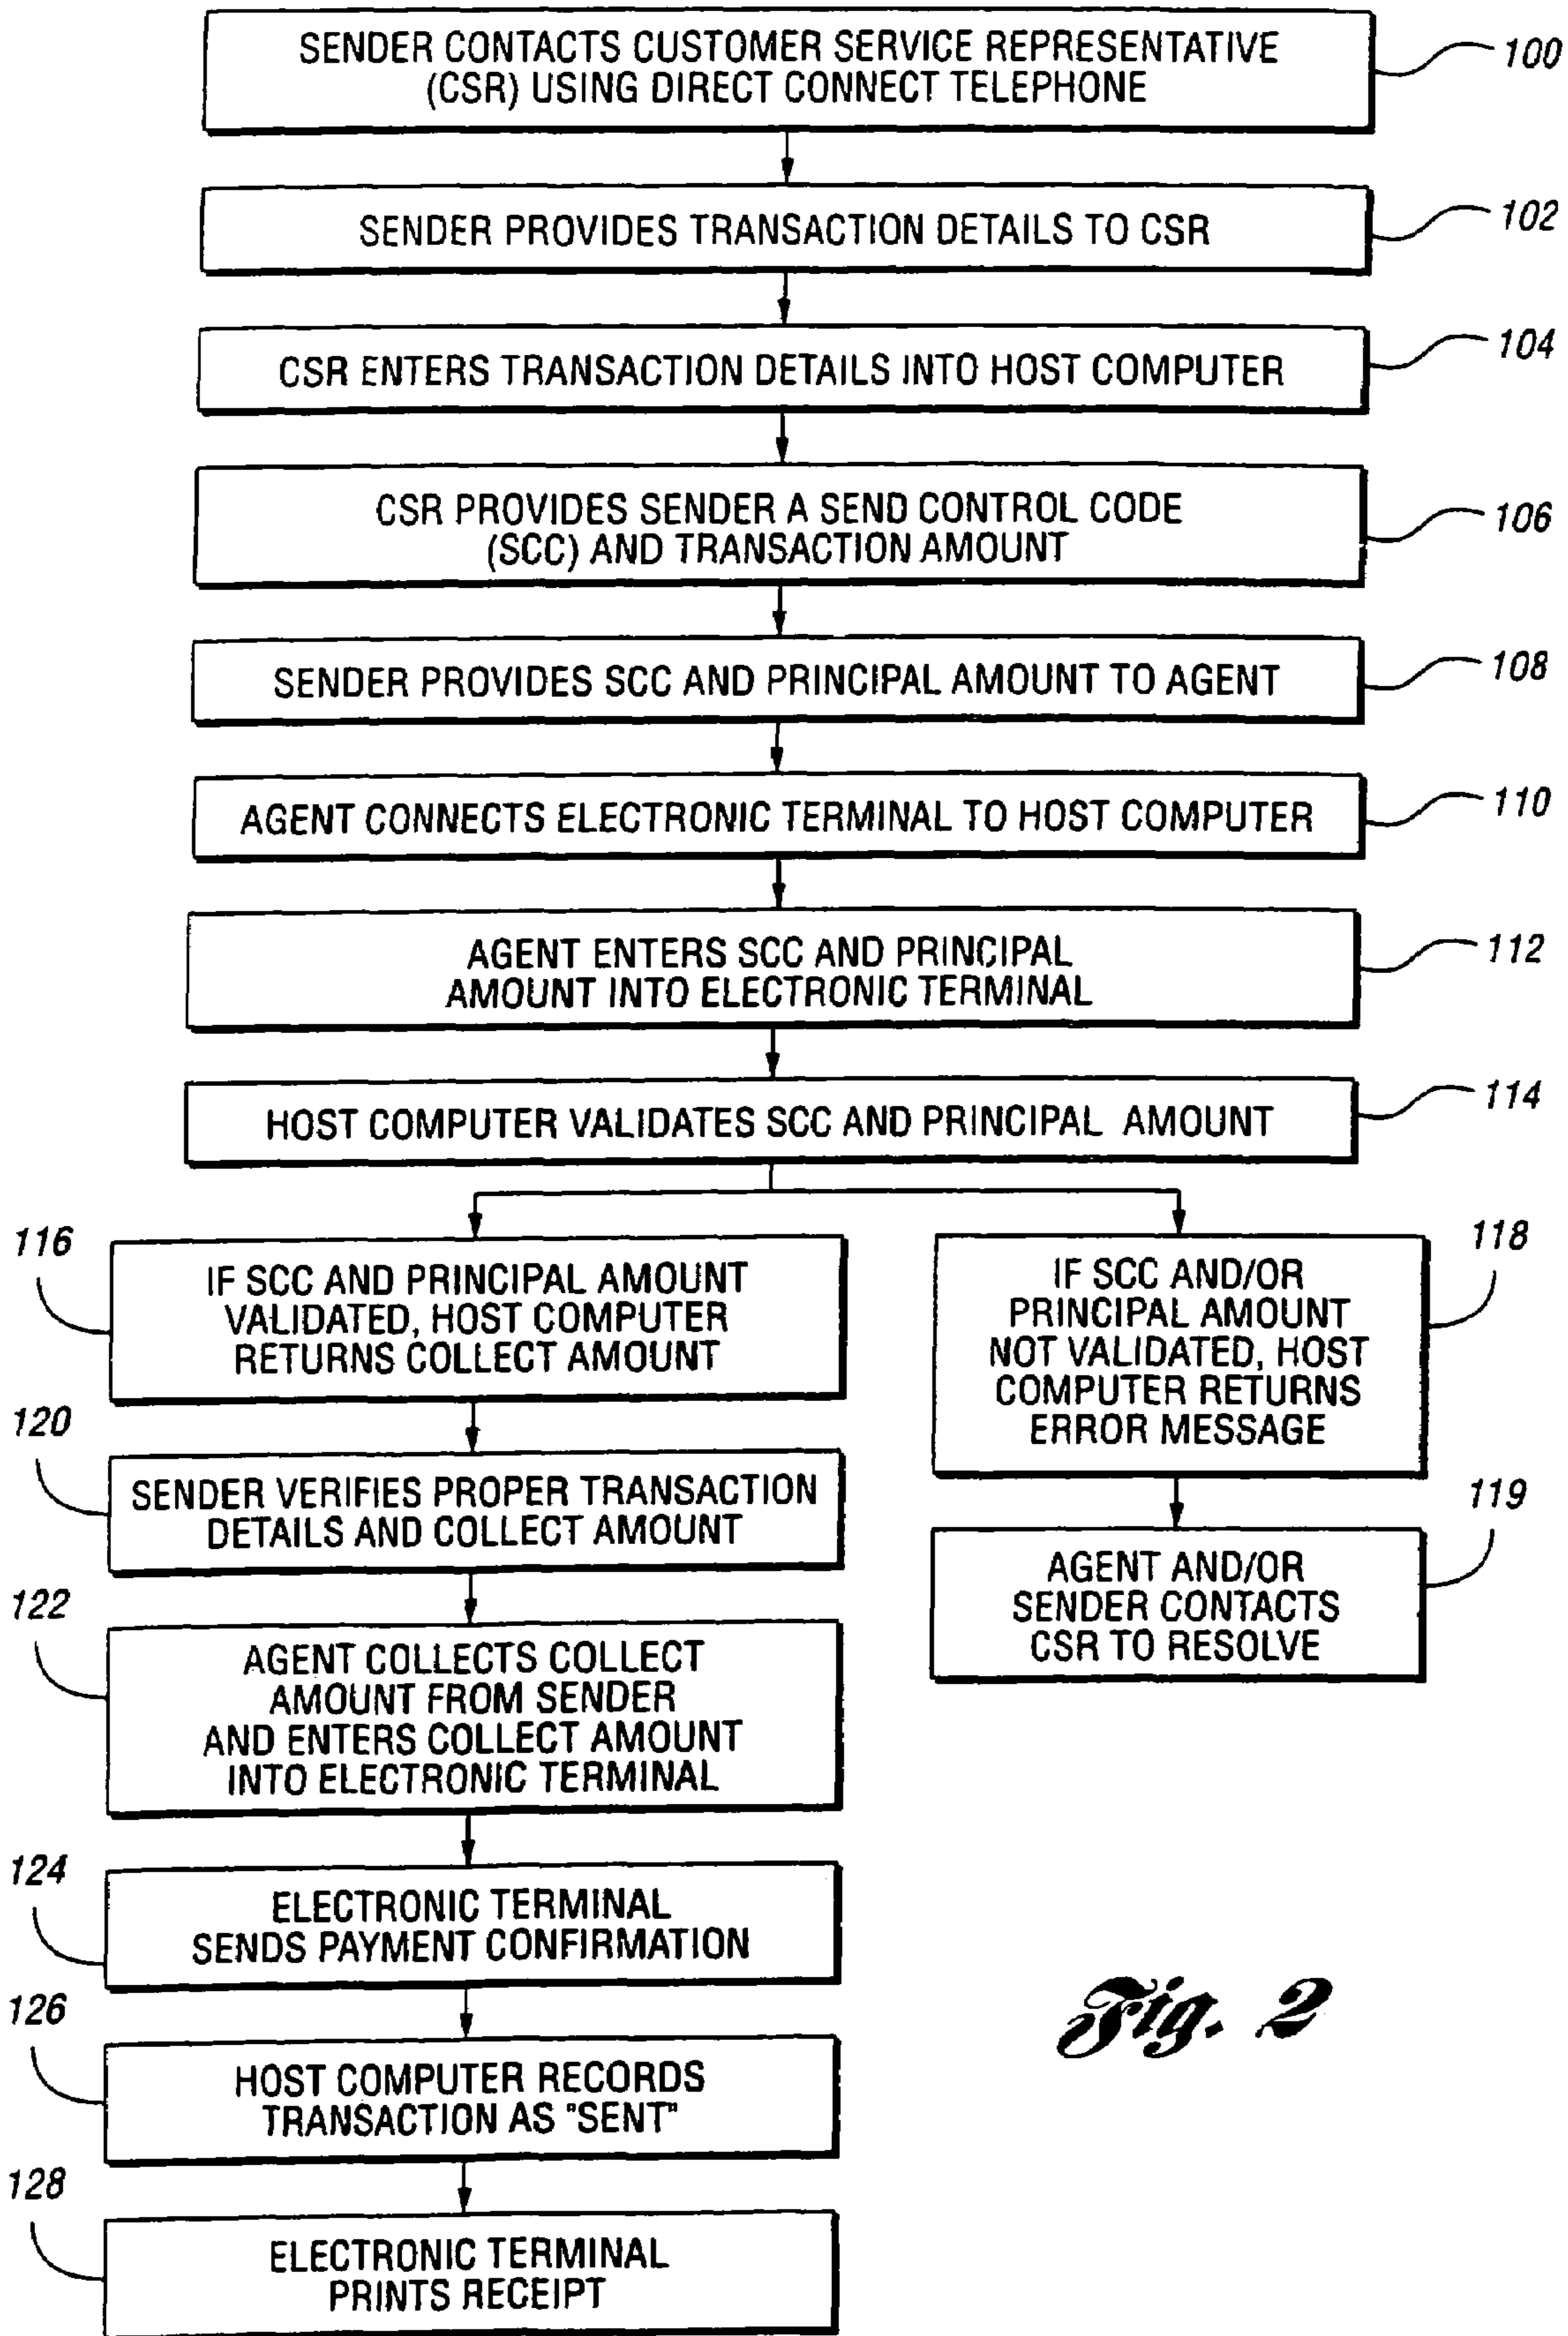 SENDER CONTACTS CUSTOMER SERVICE REPRESENTATIVE
(CSR) USING DIRECT CONNECT TELEPHONE
100
SENDER PROVIDES TRANSACTION DETAILS TO CSR
102
CSR ENTERS TRANSACTION DETAILS INTO HOST COMPUTER
104
CSR PROVIDES SENDER A SEND CONTROL CODE
(SCC) AND TRANSACTION AMOUNT
106
SENDER PROVIDES SCC AND PRINCIPAL AMOUNT TO AGENT
108
AGENT CONNECTS ELECTRONIC TERMINAL TO HOST COMPUTER
110
AGENT ENTERS SCC AND PRINCIPAL
AMOUNT INTO ELECTRONIC TERMINAL
112
HOST COMPUTER VALIDATES SCC AND PRINCIPAL AMOUNT
114
116
IF SCC AND PRINCIPAL AMOUNT
VALIDATED, HOST COMPUTER
RETURNS COLLECT AMOUNT
118
IF SCC AND/OR
PRINCIPAL AMOUNT
NOT VALIDATED, HOST
COMPUTER RETURNS
ERROR MESSAGE
120
SENDER VERIFIES PROPER TRANSACTION
DETAILS AND COLLECT AMOUNT
119
AGENT AND/OR
SENDER CONTACTS
CSR TO RESOLVE
122
AGENT COLLECTS COLLECT
AMOUNT FROM SENDER
AND ENTERS COLLECT AMOUNT
INTO ELECTRONIC TERMINAL
124
ELECTRONIC TERMINAL
SENDS PAYMENT CONFIRMATION
126
HOST COMPUTER RECORDS
TRANSACTION AS "SENT"
128
ELECTRONIC TERMINAL
PRINTS RECEIPT
Fig. 2